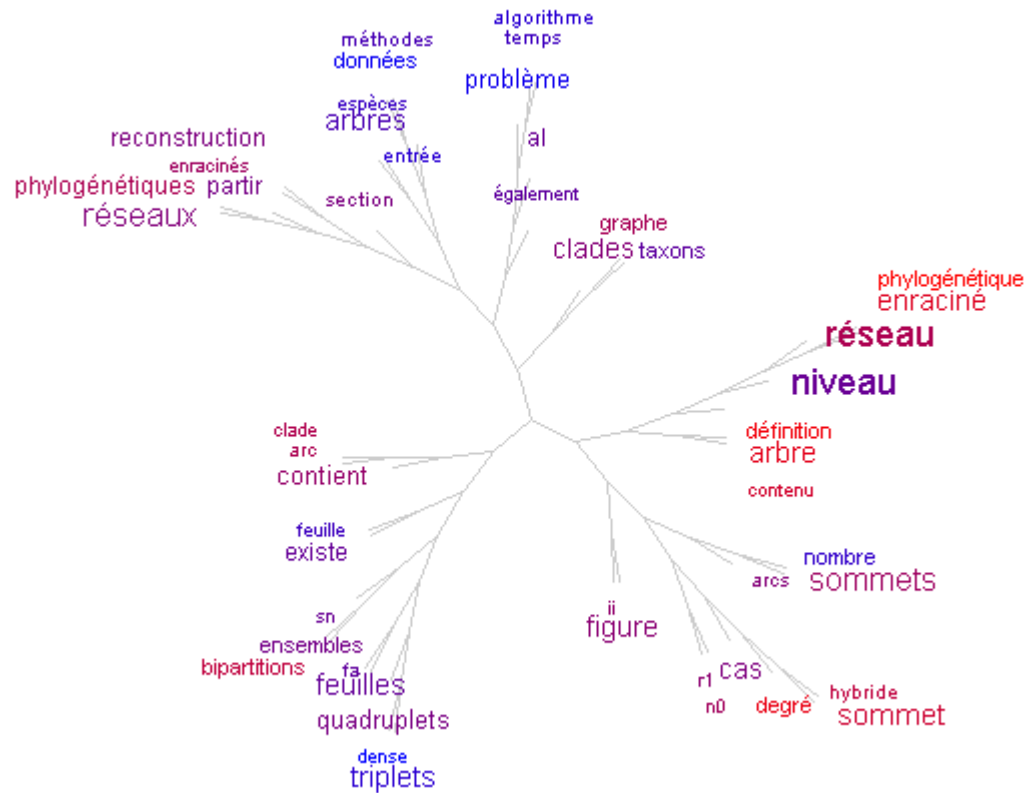 algorithme
temps
méthodes
données
problème
espèces
arbres
al
reconstruction
entrée
enracinés
phylogénétiques partir
section
également
réseaux
graphe
clades taxons
phylogénétique
enraciné
réseau
niveau
clade
arc
contient
définition
arbre
contenu
feuille
existe
nombre
arcs sommets
sn
ii
figure
ensembles
bipartitions
fa
feuilles
r1 cas
n0
degré
hybride
sommet
quadruplets
dense
triplets